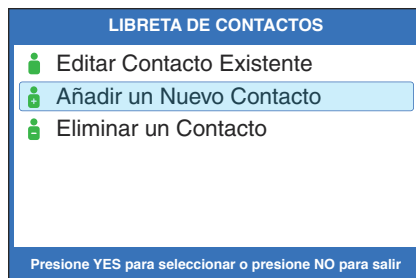 LIBRETA DE CONTACTOS
Editar Contacto Existente
Añadir un Nuevo Contacto
Eliminar un Contacto
Presione YES para seleccionar o presione NO para salir